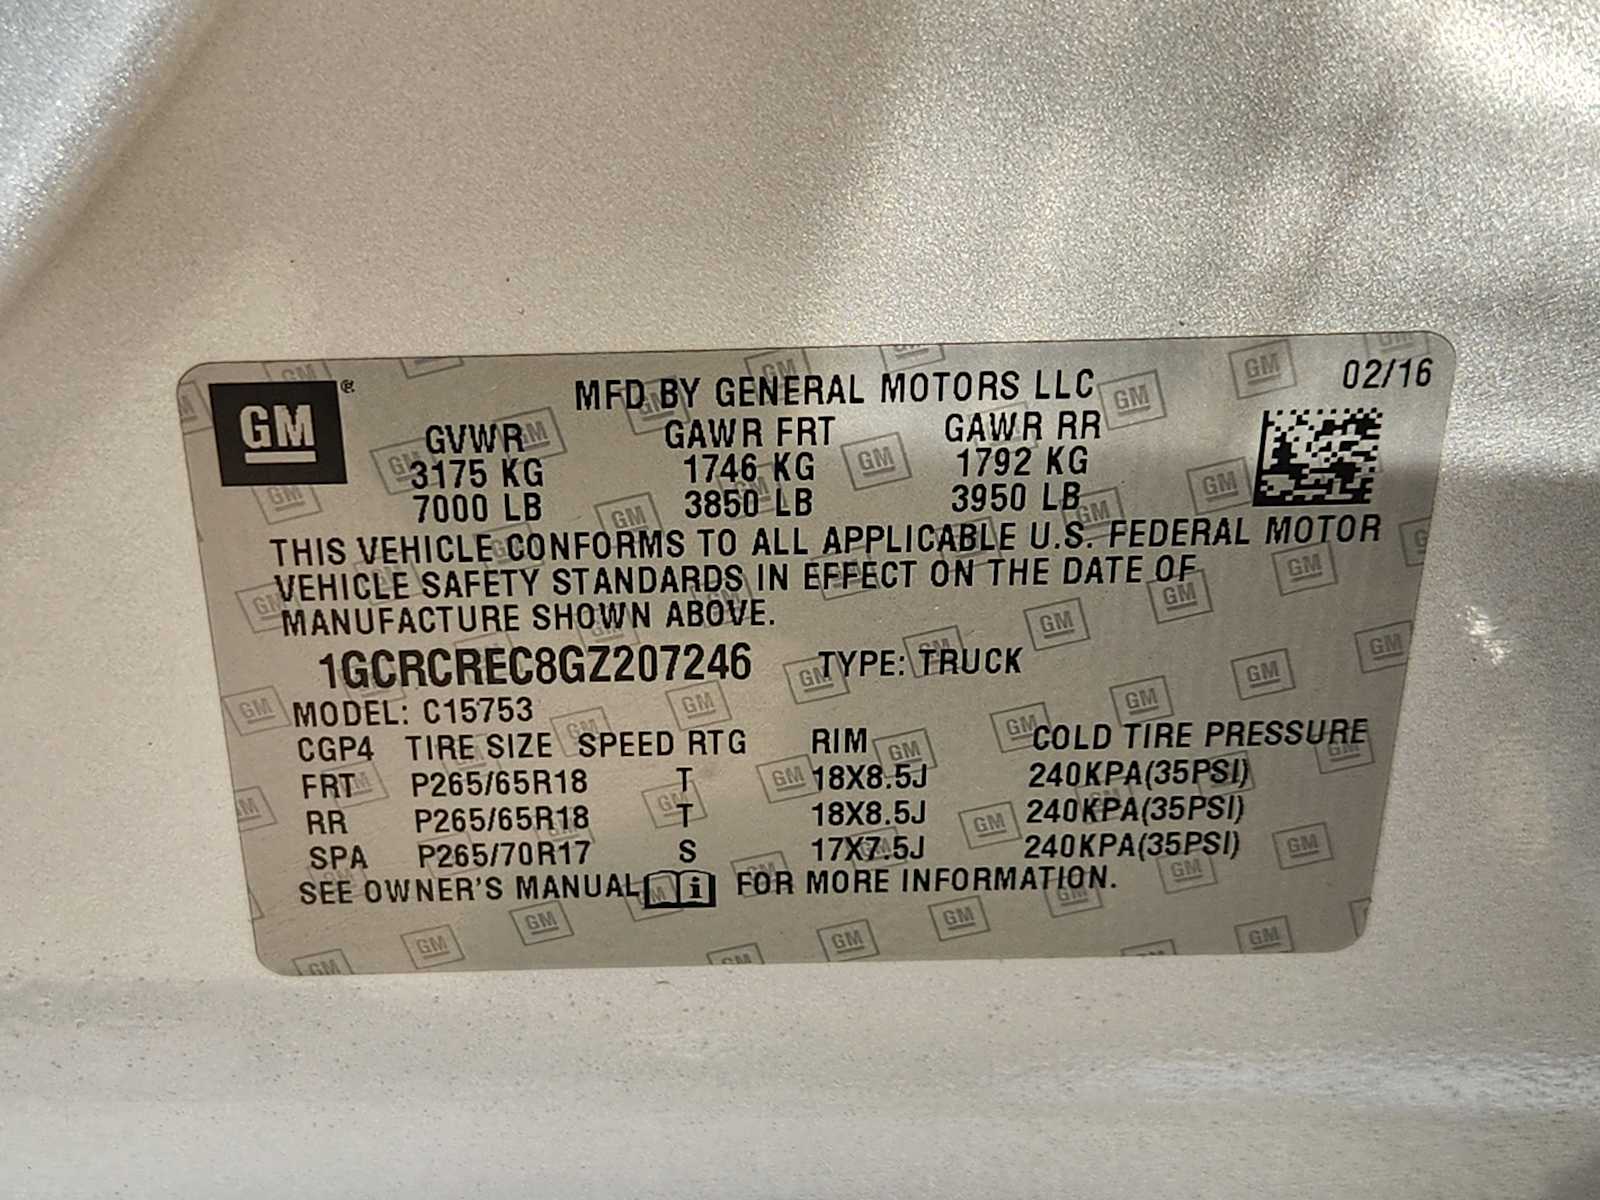 GM®
MFD BY GENERAL MOTORS LLC
02/16
GVWR GAWR FRT GAWR RR
3175 KG 1746 KG 1792 KG
7000 LB 3850 LB 3950 LB
THIS VEHICLE CONFORMS TO ALL APPLICABLE U.S. FEDERAL MOTOR
VEHICLE SAFETY STANDARDS IN EFFECT ON THE DATE OF
MANUFACTURE SHOWN ABOVE.
1GCRCREC8GZ207246 TYPE: TRUCK
MODEL: C15753
CGP4 TIRE SIZE SPEED RTG RIM COLD TIRE PRESSURE
FRT P265/65R18 T 18X8.5J 240KPA(35PSI)
RR P265/65R18 T 18X8.5J 240KPA(35PSI)
SPA P265/70R17 S 17X7.5J 240KPA(35PSI)
SEE OWNER'S MANUAL i FOR MORE INFORMATION.